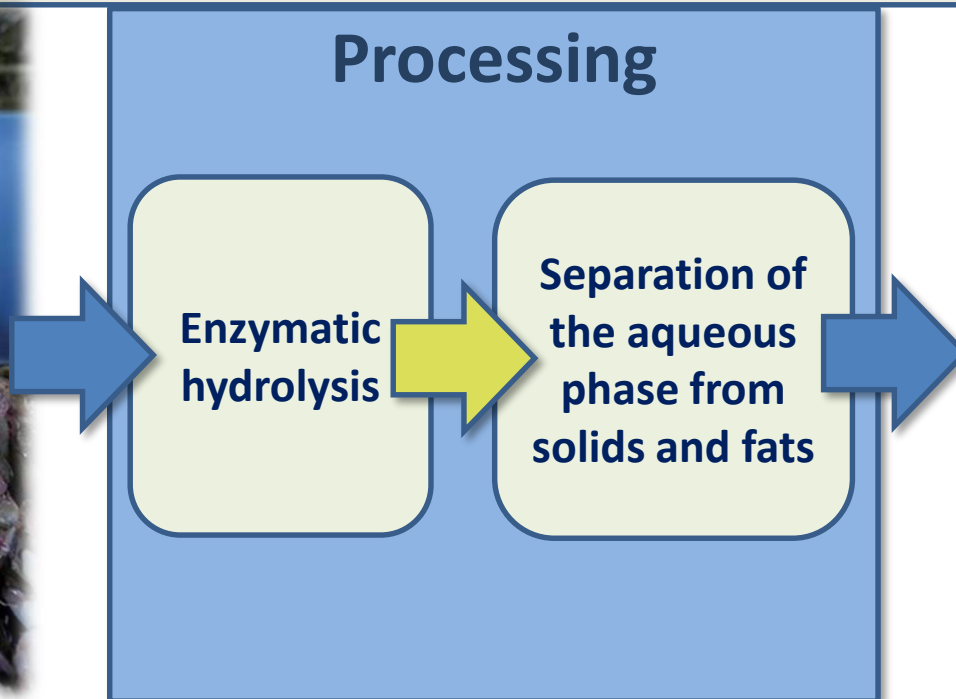 Processing
Enzymatic
hydrolysis
Separation of
the aqueous
phase from
solids and fats